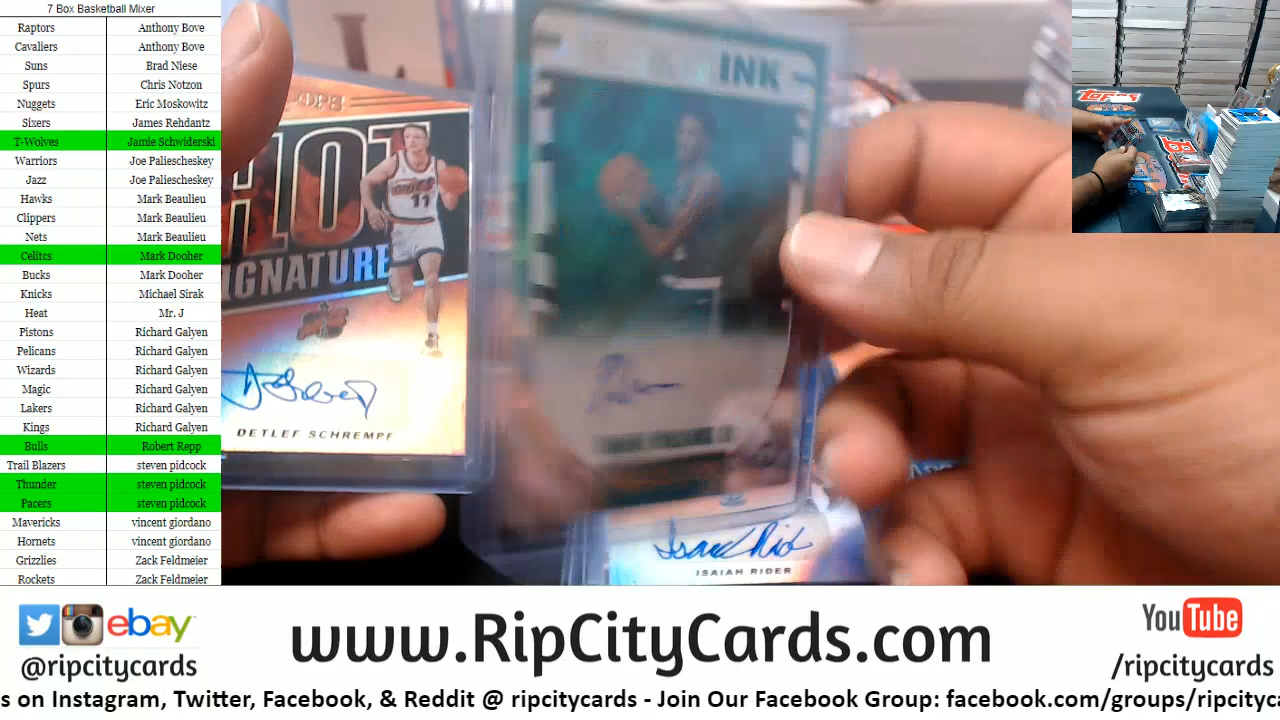 7 Box Basketball Mixer
Raptors Anthony Bove
Cavaliers Anthony Bove
Suns Brad Niese
Spurs Chris Notzon
Nuggets Eric Moskowitz
Sixers James Rehdantz
T-Wolves Jamie Schwiderski
Warriors Joe Paliescheskey
Jazz Joe Paliescheskey
Hawks Mark Beaulieu
Clippers Mark Beaulieu
Nets Mark Beaulieu
Celitcs Mark Dooher
Bucks Mark Dooher
Knicks Michael Sirak
Heat Mr. J
Pistons Richard Galyen
Pelicans Richard Galyen
Wizards Richard Galyen
Magic Richard Galyen
Lakers Richard Galyen
Kings Richard Galyen
Bulls Robert Repp
Trail Blazers steven pidcock
Thunder steven pidcock
Pacers steven pidcock
Mavericks vincent giordano
Hornets vincent giordano
Grizzlies Zack Feldmeier
Rockets Zack Feldmeier
HOT
IGNATURE
11
DETLEF SCHREMPF
INK
Isaiah Rider
ISAIAH RIDER
Topps
ebay
@ripcitycards
www.RipCityCards.com
YouTube
/ripcitycards
s on Instagram, Twitter, Facebook, & Reddit @ ripcitycards - Join Our Facebook Group: facebook.com/groups/ripcityca